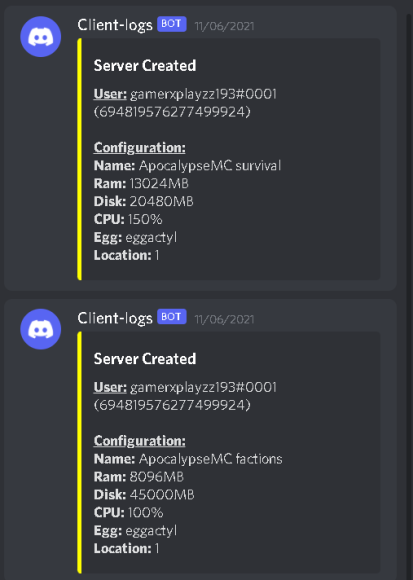 Client-logs BOT 11/06/2021
Server Created
User: gamerxplayzz193#0001
(694819576277499924)
Configuration:
Name: ApocalypseMC survival
Ram: 13024MB
Disk: 20480MB
CPU: 150%
Egg: eggactyl
Location: 1
Client-logs BOT 11/06/2021
Server Created
User: gamerxplayzz193#0001
(694819576277499924)
Configuration:
Name: ApocalypseMC factions
Ram: 8096MB
Disk: 45000MB
CPU: 100%
Egg: eggactyl
Location: 1